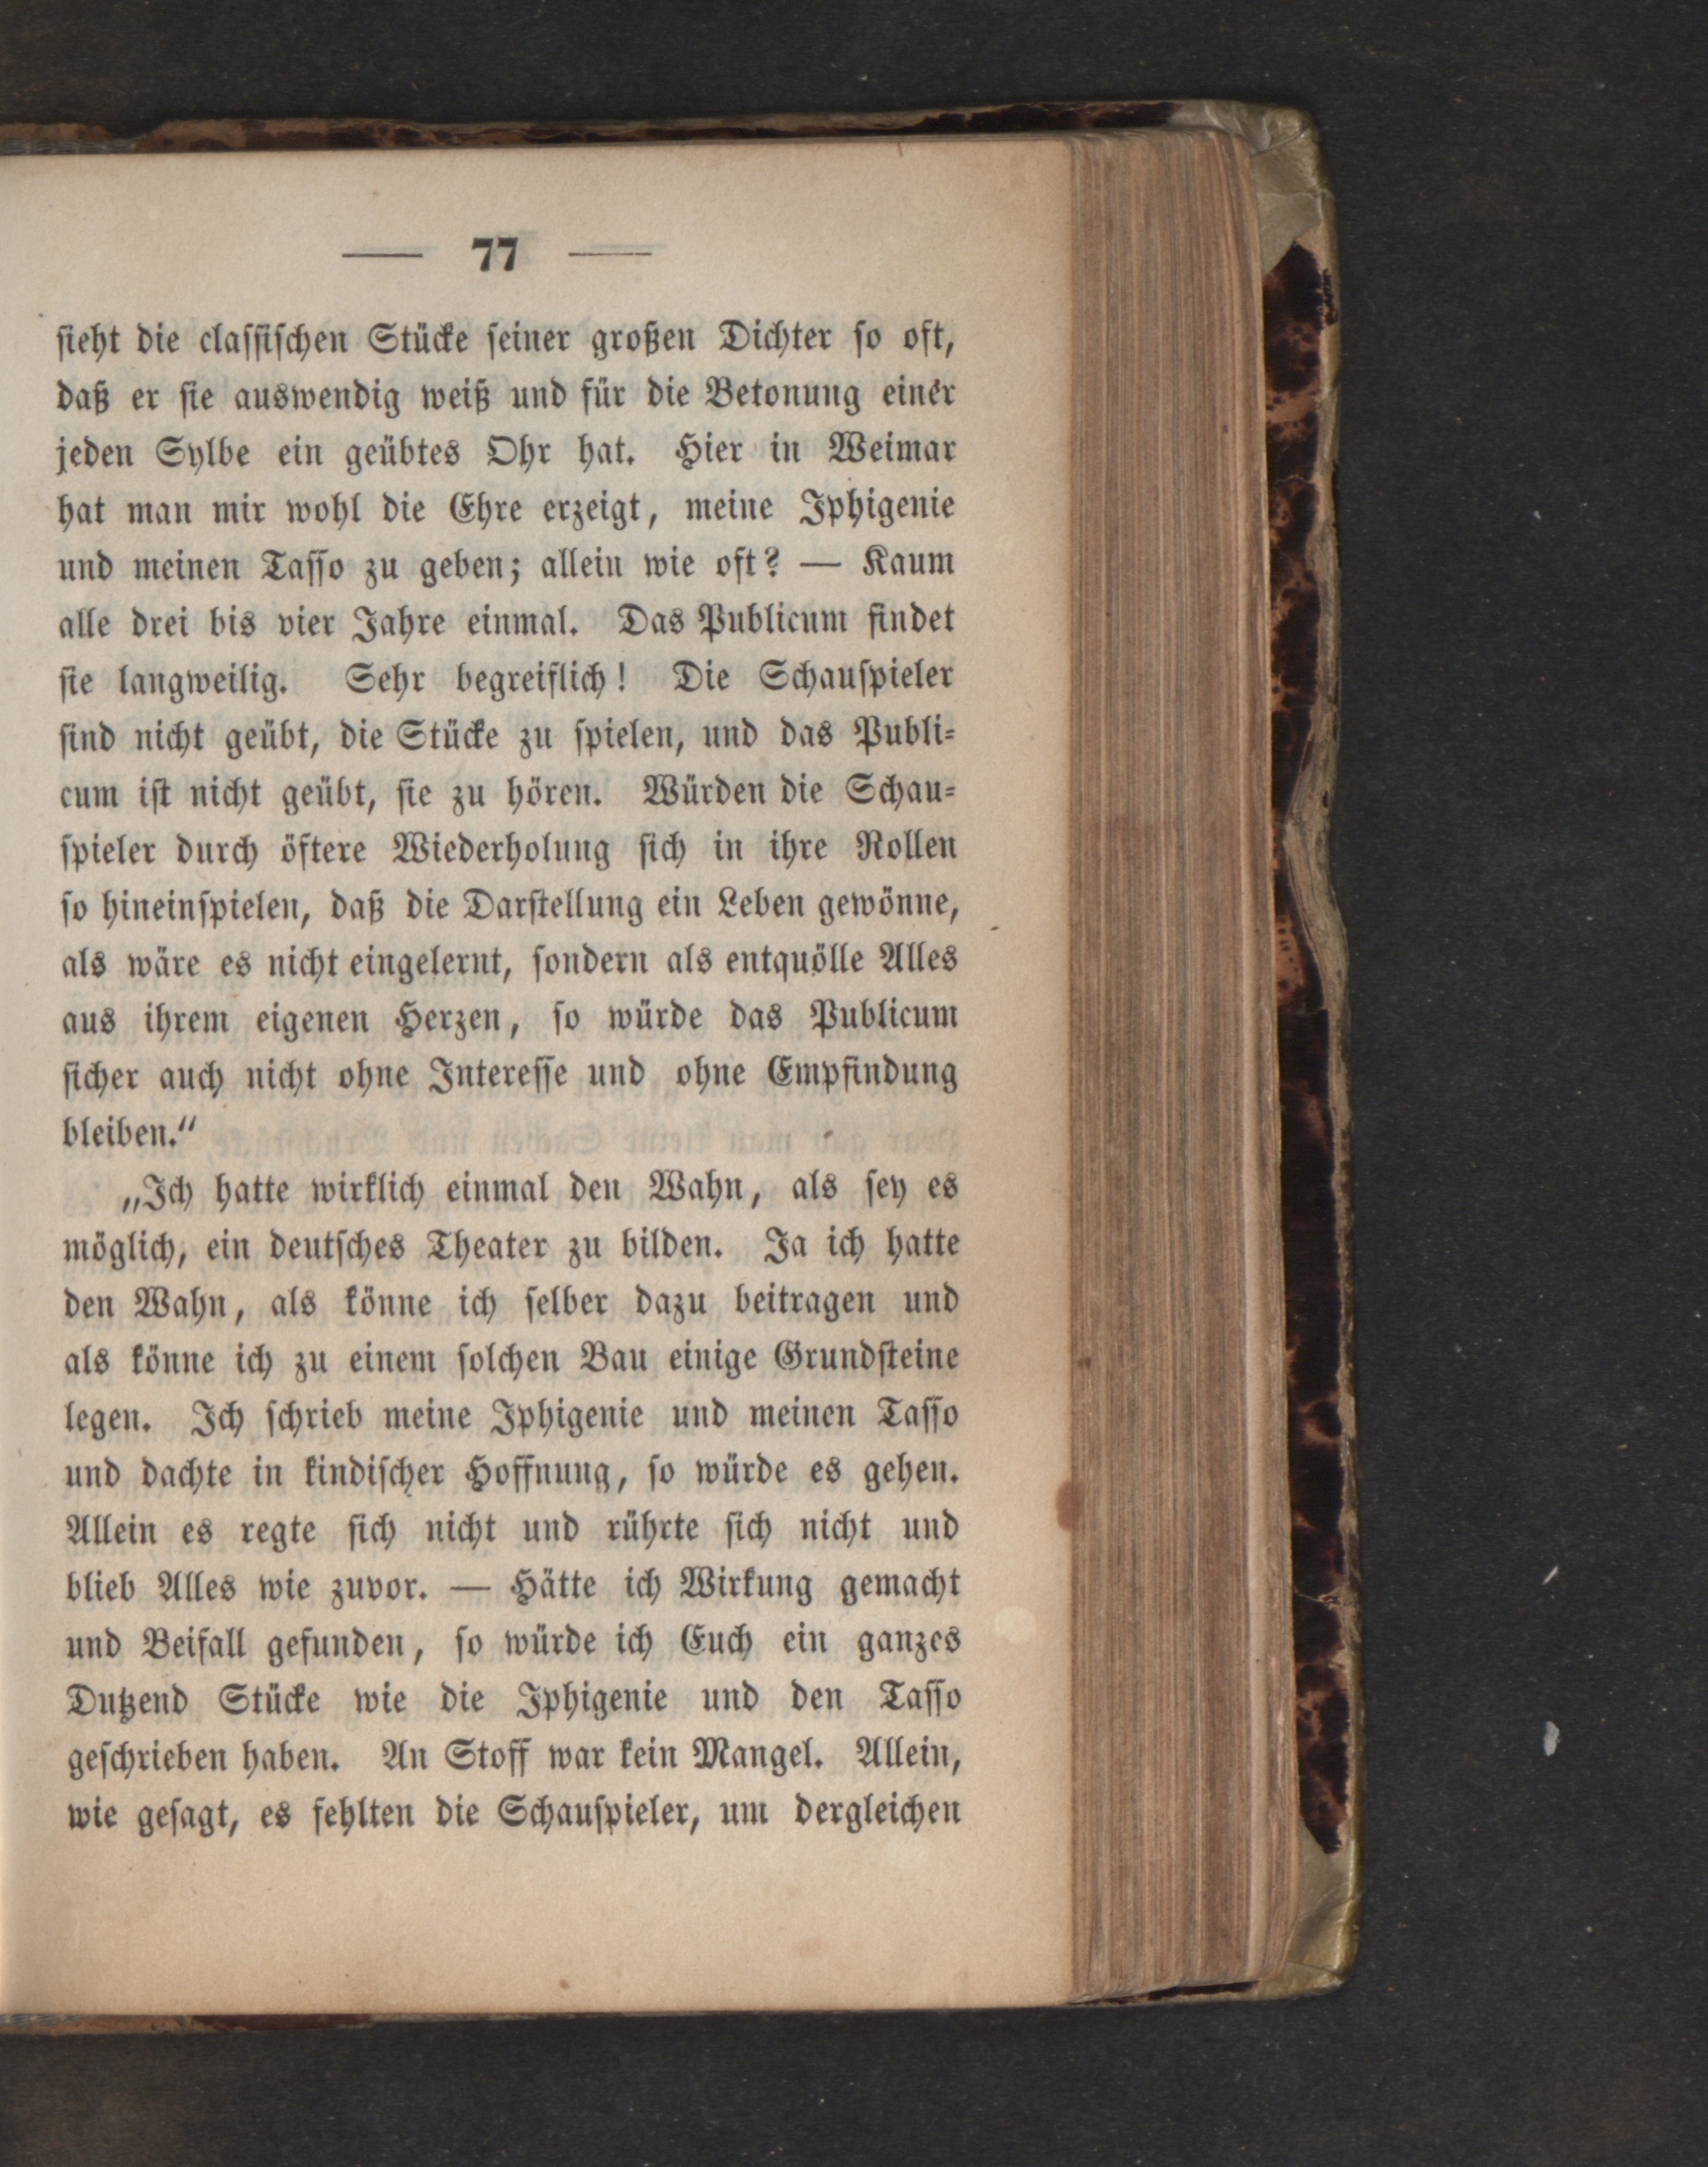 — 77 —
ſieht die claſſiſchen Stücke ſeiner großen Dichter ſo oft,
daß er ſie auswendig weiß und für die Betonung einer
jeden Sylbe ein geübtes Ohr hat. Hier in Weimar
hat man mir wohl die Ehre erzeigt, meine Iphigenie
und meinen Taſſo zu geben; allein wie oft? — Kaum
alle drei bis vier Jahre einmal. Das Publicum findet
ſie langweilig. Sehr begreiflich! Die Schauſpieler
ſind nicht geübt, die Stücke zu ſpielen, und das Publi-
cum iſt nicht geübt, ſie zu hören. Würden die Schau-
ſpieler durch öftere Wiederholung ſich in ihre Rollen
ſo hineinſpielen, daß die Darſtellung ein Leben gewönne,
als wäre es nicht eingelernt, ſondern als entquölle Alles
aus ihrem eigenen Herzen, ſo würde das Publicum
ſicher auch nicht ohne Intereſſe und ohne Empfindung
bleiben.“
„Ich hatte wirklich einmal den Wahn, als ſey es
möglich, ein deutſches Theater zu bilden. Ja ich hatte
den Wahn, als könne ich ſelber dazu beitragen und
als könne ich zu einem ſolchen Bau einige Grundſteine
legen. Ich ſchrieb meine Iphigenie und meinen Taſſo
und dachte in kindiſcher Hoffnung, ſo würde es gehen.
Allein es regte ſich nicht und rührte ſich nicht und
blieb Alles wie zuvor. — Hätte ich Wirkung gemacht
und Beifall gefunden, ſo würde ich Euch ein ganzes
Dutzend Stücke wie die Iphigenie und den Taſſo
geſchrieben haben. An Stoff war kein Mangel. Allein,
wie geſagt, es fehlten die Schauſpieler, um dergleichen